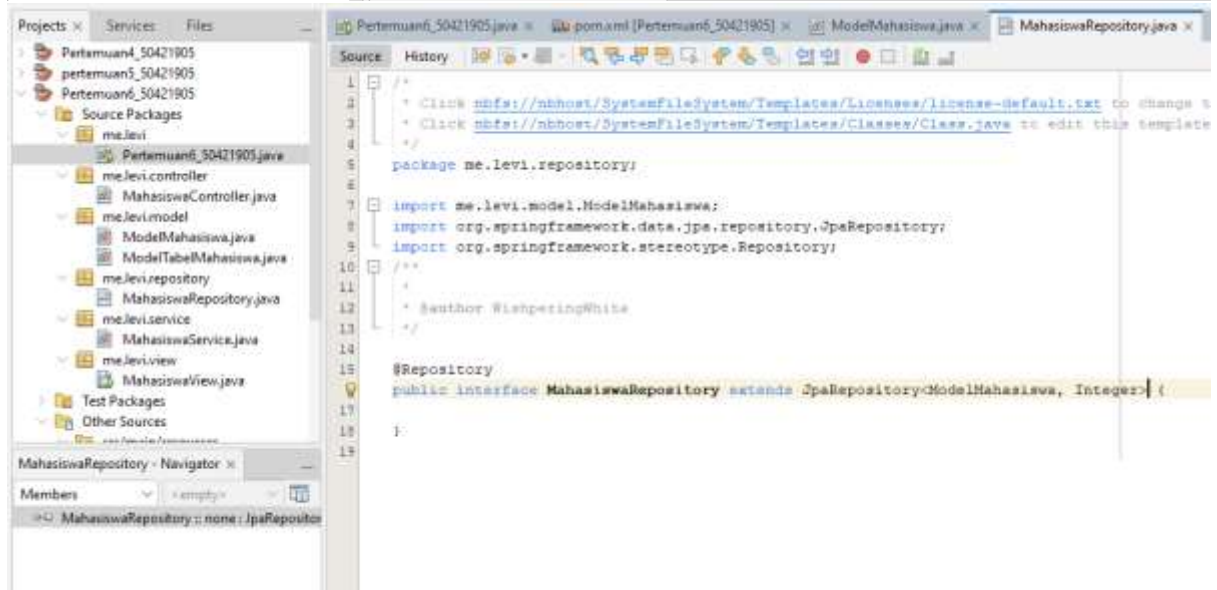 Projects × Services Files
Pertemuan4_50421905
pertemuan5_50421905
Pertemuan6_50421905
Source Packages
me.levi
Pertemuan6_50421905.java
me.levi.controller
MahasiswaController.java
me.levi.model
ModelMahasiswa.java
ModelTabelMahasiswa.java
me.levi.repository
MahasiswaRepository.java
me.levi.service
MahasiswaService.java
me.levi.view
MahasiswaView.java
Test Packages
Other Sources
src/main/resources
MahasiswaRepository - Navigator ×
Members <empty>
MahasiswaRepository :: none : JpaRepositor
Pertemuan6_50421905.java × pom.xml [Pertemuan6_50421905] × ModelMahasiswa.java × MahasiswaRepository.java ×
Source History
1 /*
2 * Click nbfs://nbhost/SystemFileSystem/Templates/Licenses/license-default.txt to change t
3 * Click nbfs://nbhost/SystemFileSystem/Templates/Classes/Class.java to edit this template
4 */
5 package me.levi.repository;
6
7 import me.levi.model.ModelMahasiswa;
8 import org.springframework.data.jpa.repository.JpaRepository;
9 import org.springframework.stereotype.Repository;
10 /**
11 *
12 * @author WishperingWhite
13 */
14
15 @Repository
public interface MahasiswaRepository extends JpaRepository<ModelMahasiswa, Integer> {
17
18 }
19